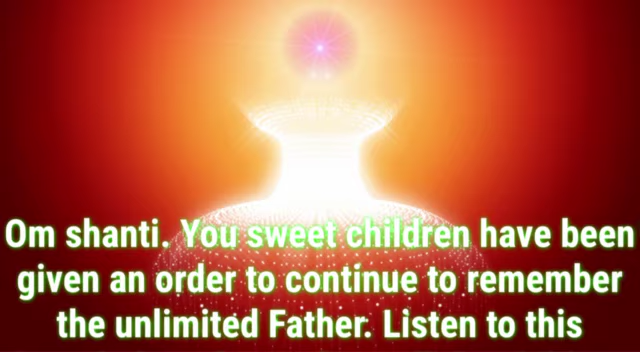 Om shanti. You sweet children have been
given an order to continue to remember
the unlimited Father. Listen to this